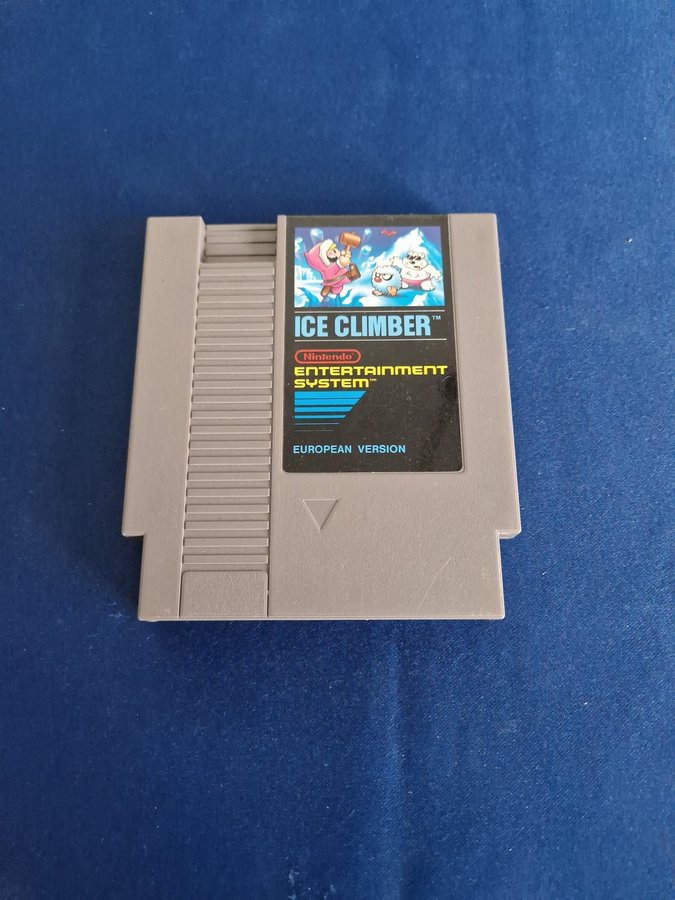 ICE CLIMBER™
Nintendo®
ENTERTAINMENT
SYSTEM™
EUROPEAN VERSION